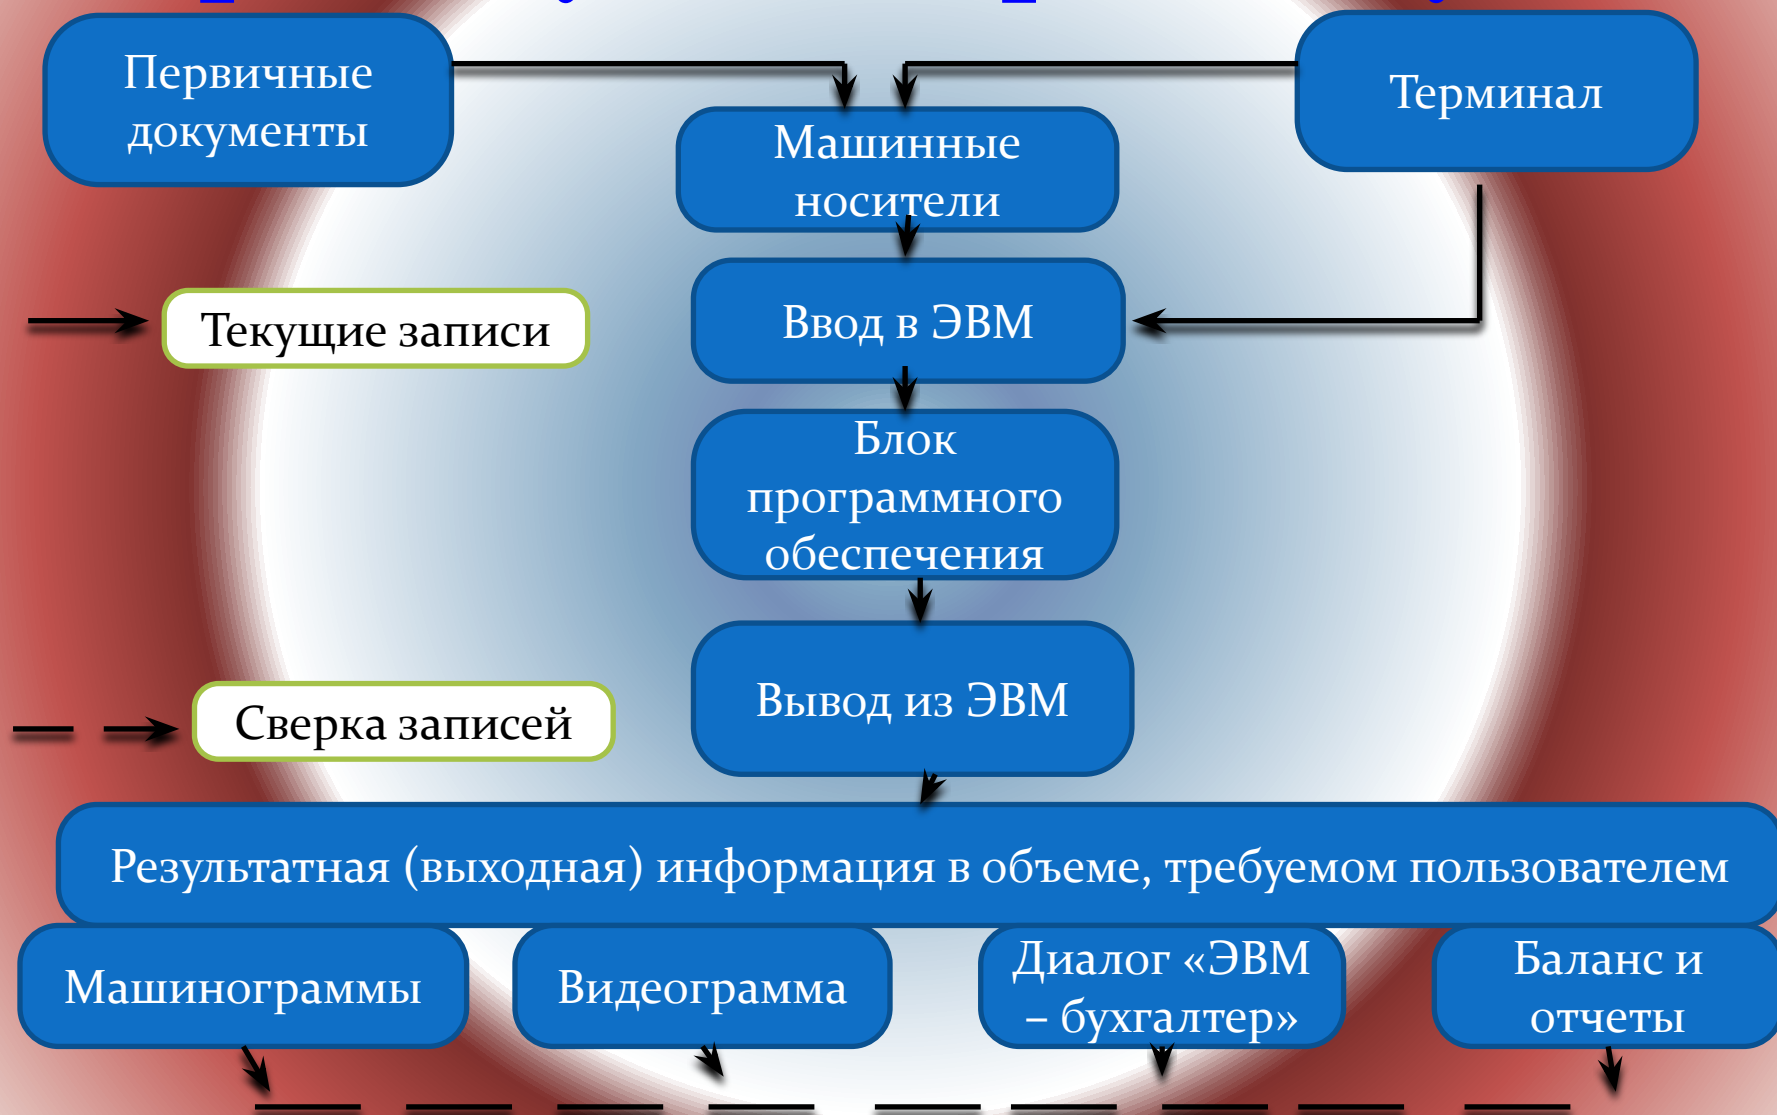 Первичные
документы
Терминал
Машинные
носители
Текущие записи
Ввод в ЭВМ
Блок
программного
обеспечения
Сверка записей
Вывод из ЭВМ
Результатная (выходная) информация в объеме, требуемом пользователем
Машинограммы
Видеограмма
Диалог «ЭВМ
– бухгалтер»
Баланс и
отчеты